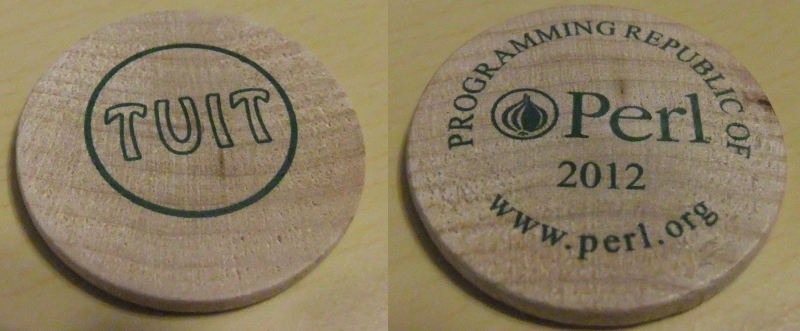 TUIT
PROGRAMMING REPUBLIC OF
Perl
2012
www.perl.org